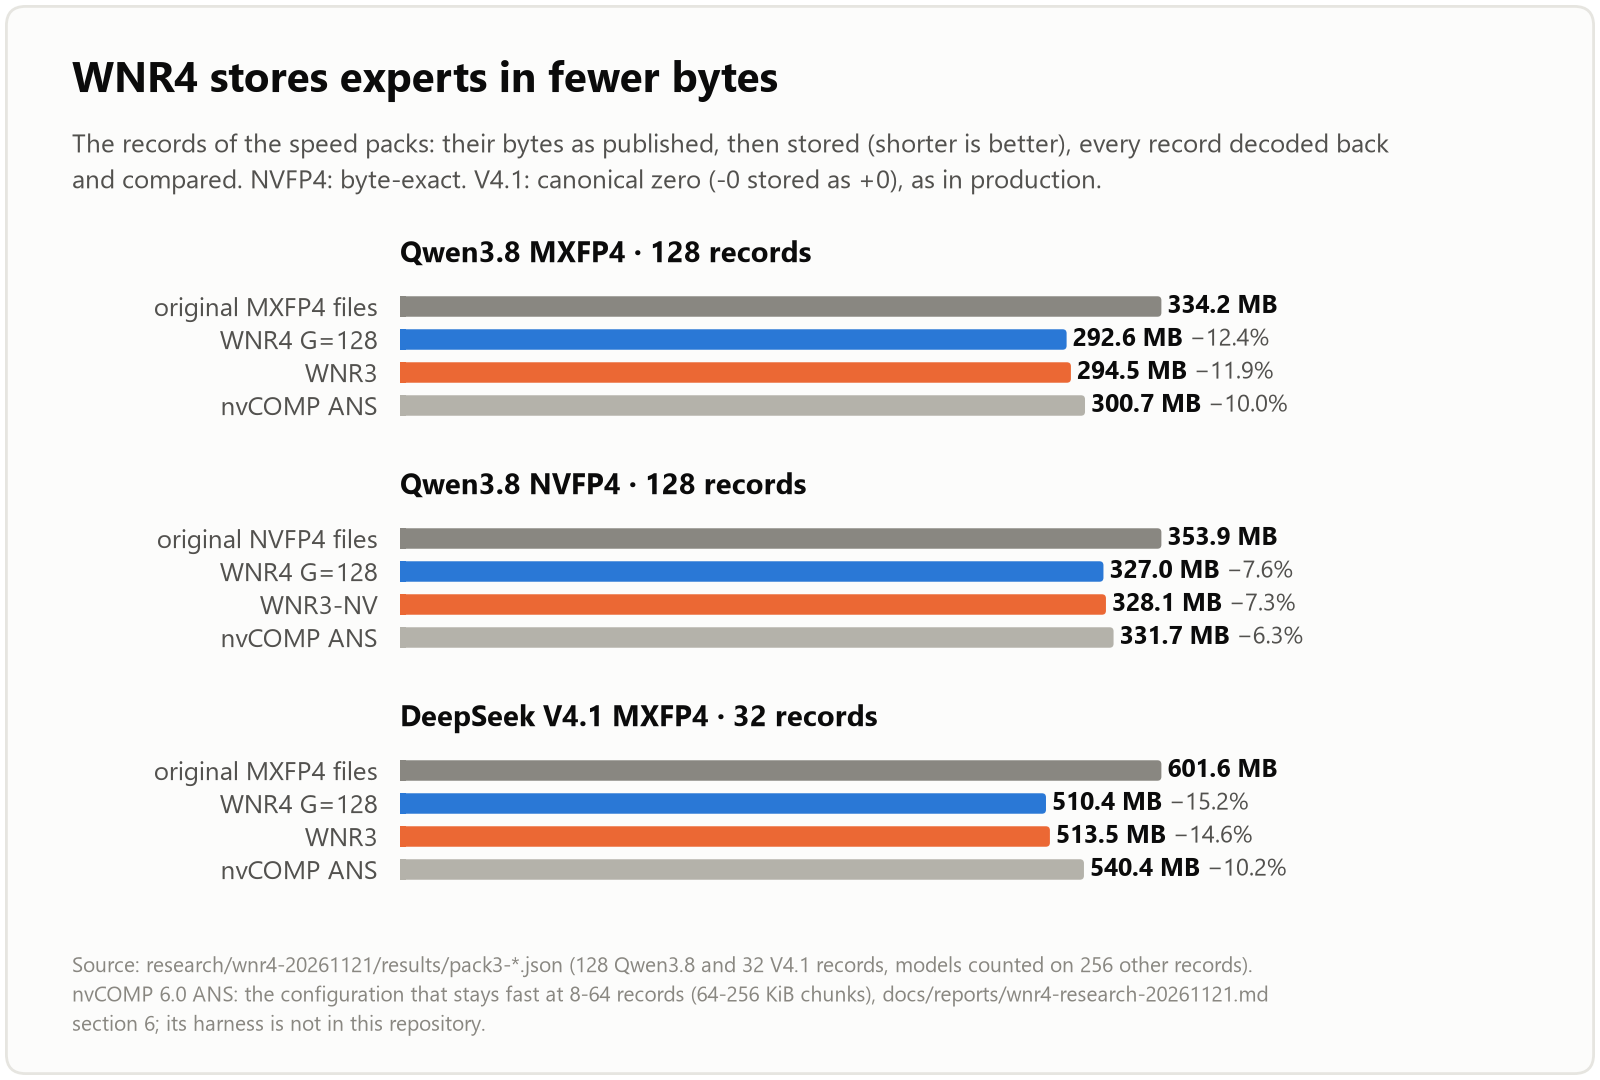 WNR4 stores experts in fewer bytes
The records of the speed packs: their bytes as published, then stored (shorter is better), every record decoded back
and compared. NVFP4: byte-exact. V4.1: canonical zero (-0 stored as +0), as in production.
Qwen3.8 MXFP4 · 128 records
original MXFP4 files 334.2 MB
WNR4 G=128 292.6 MB −12.4%
WNR3 294.5 MB −11.9%
nvCOMP ANS 300.7 MB −10.0%
Qwen3.8 NVFP4 · 128 records
original NVFP4 files 353.9 MB
WNR4 G=128 327.0 MB −7.6%
WNR3-NV 328.1 MB −7.3%
nvCOMP ANS 331.7 MB −6.3%
DeepSeek V4.1 MXFP4 · 32 records
original MXFP4 files 601.6 MB
WNR4 G=128 510.4 MB −15.2%
WNR3 513.5 MB −14.6%
nvCOMP ANS 540.4 MB −10.2%
Source: research/wnr4-20261121/results/pack3-*.json (128 Qwen3.8 and 32 V4.1 records, models counted on 256 other records).
nvCOMP 6.0 ANS: the configuration that stays fast at 8-64 records (64-256 KiB chunks), docs/reports/wnr4-research-20261121.md
section 6; its harness is not in this repository.